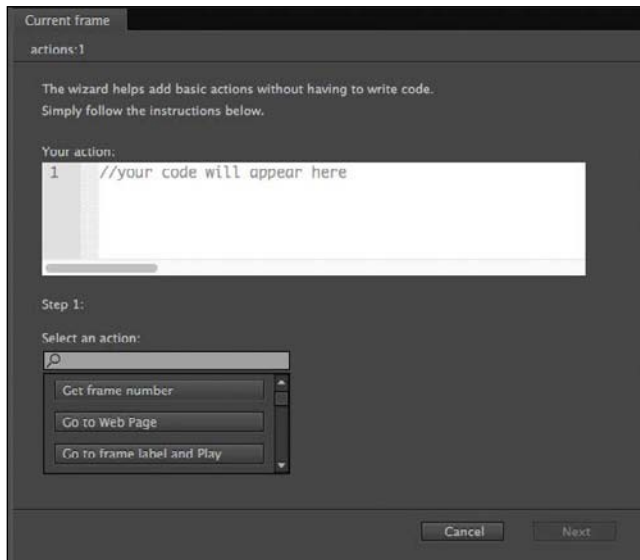 Current frame
actions:1
The wizard helps add basic actions without having to write code.
Simply follow the instructions below.
Your action:
1 //your code will appear here
Step 1:
Select an action:
Get frame number
Go to Web Page
Go to frame label and Play
Cancel
Next